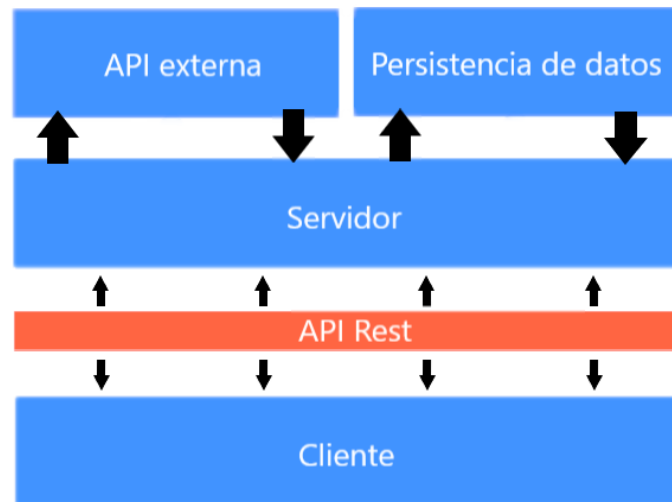 API externa
Persistencia de datos
Servidor
API Rest
Cliente